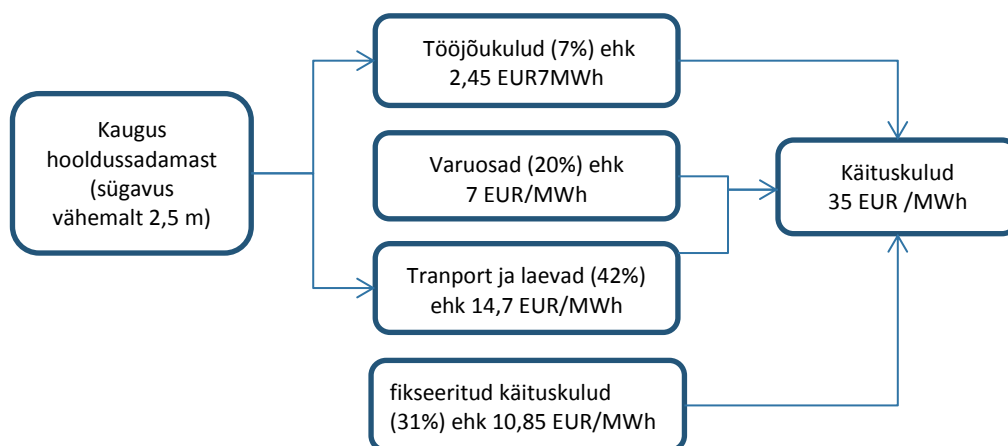 Kaugus
hooldussadamast
(sügavus
vähemalt 2,5 m)
Tööjõukulud (7%) ehk
2,45 EUR7MWh
Varuosad (20%) ehk
7 EUR/MWh
Tranport ja laevad (42%)
ehk 14,7 EUR/MWh
fikseeritud käituskulud
(31%) ehk 10,85 EUR/MWh
Käituskulud
35 EUR /MWh